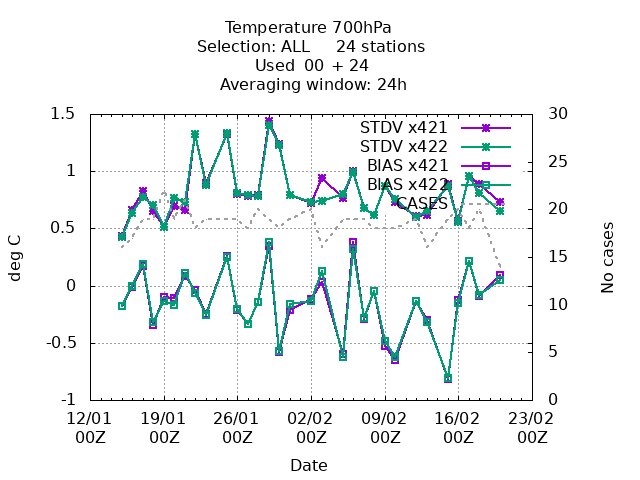 Temperature 700hPa
Selection: ALL 24 stations
Used 00 + 24
Averaging window: 24h
1.5
1
0.5
0
-0.5
-1
deg C
30
25
20
15
10
5
0
No cases
STDV x421
STDV x422
BIAS x421
BIAS x422
CASES
12/01 19/01 26/01 02/02 09/02 16/02 23/02
00Z 00Z 00Z 00Z 00Z 00Z 00Z
Date